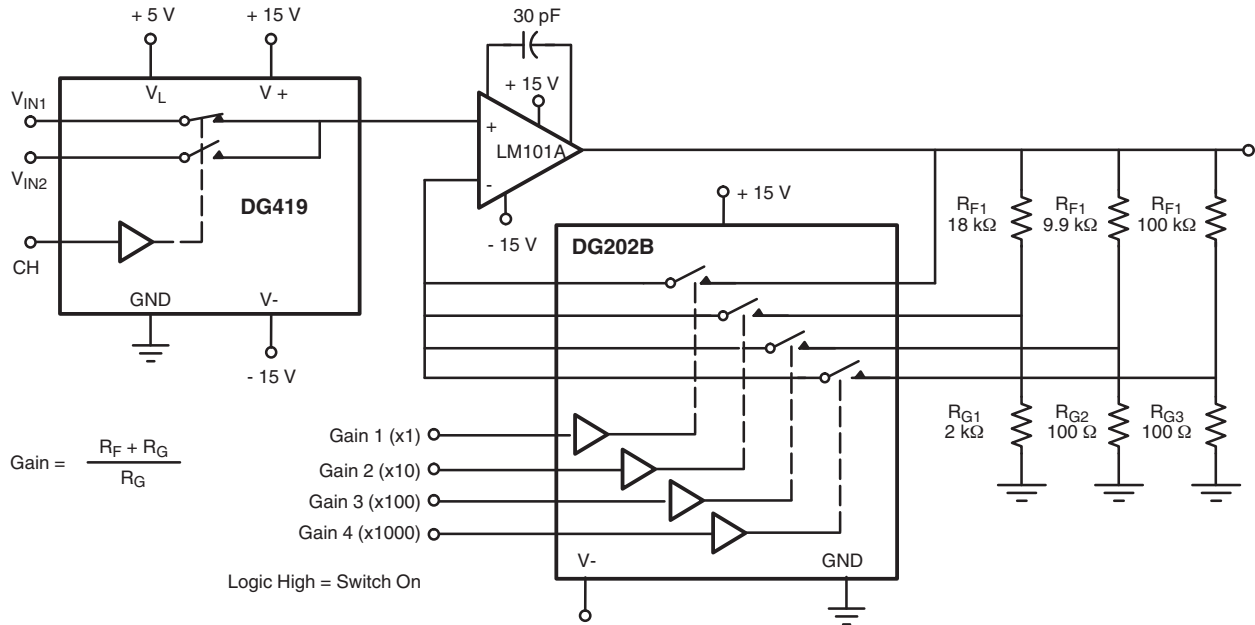 + 5 V
+ 15 V
30 pF
V_IN1
V_L
V +
+ 15 V
+
LM101A
-
V_IN2
DG419
+ 15 V
R_F1
18 kΩ
R_F1
9.9 kΩ
R_F1
100 kΩ
- 15 V
DG202B
CH
GND
V-
- 15 V
Gain = R_F + R_G
R_G
R_G1
2 kΩ
R_G2
100 Ω
R_G3
100 Ω
Gain 1 (x1)
Gain 2 (x10)
Gain 3 (x100)
Gain 4 (x1000)
V-
GND
Logic High = Switch On